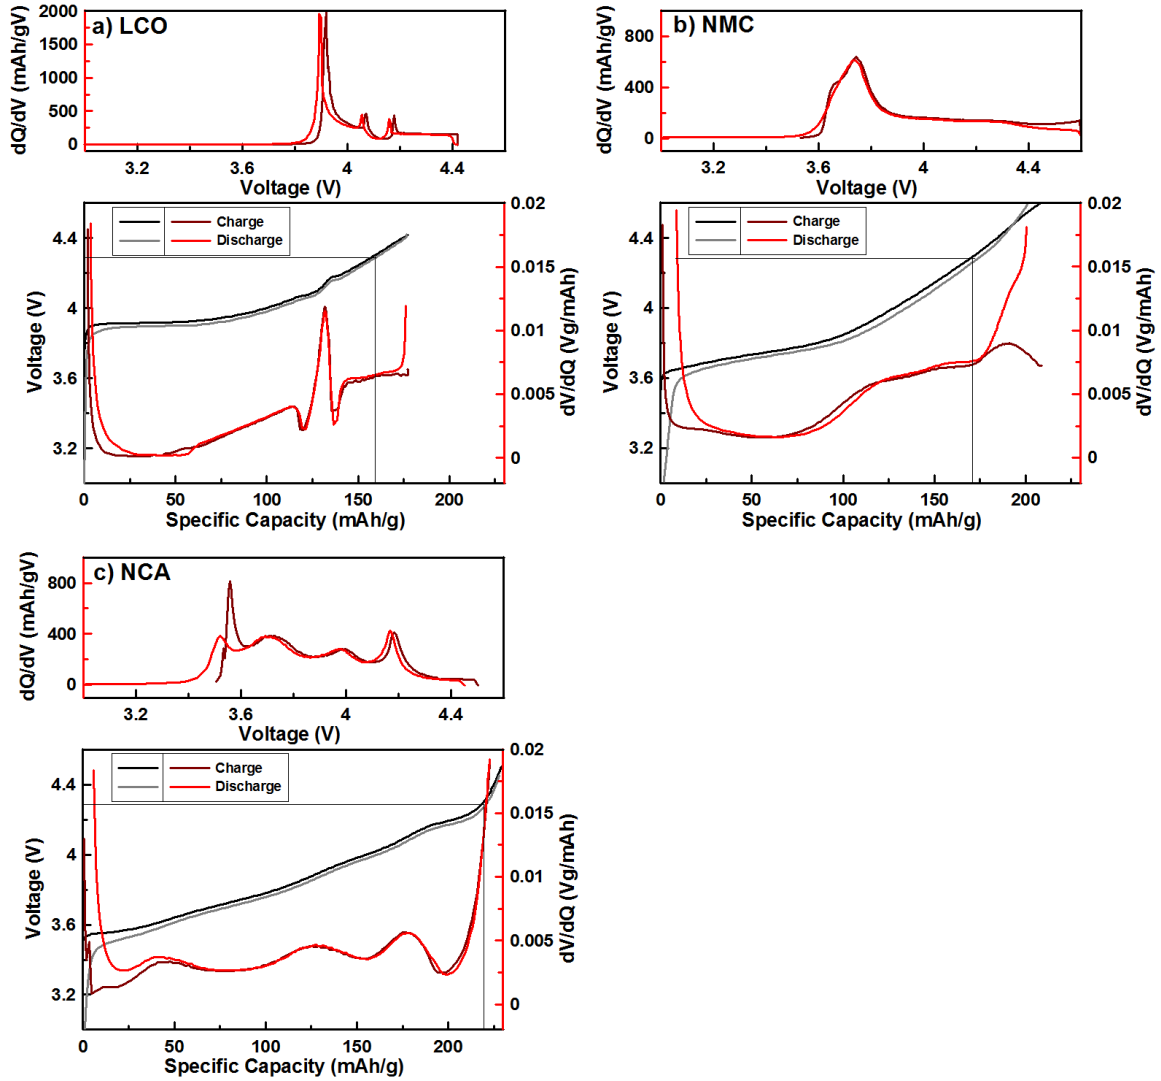 a) LCO
dQ/dV (mAh/gV)
2000
1500
1000
500
0
3.2
3.6
4
4.4
Voltage (V)
Charge
Discharge
Voltage (V)
4.4
4
3.6
3.2
0.02
0.015
0.01
0.005
0
dV/dQ (Vg/mAh)
0
50
100
150
200
Specific Capacity (mAh/g)
b) NMC
dQ/dV (mAh/gV)
800
400
0
3.2
3.6
4
4.4
Voltage (V)
Charge
Discharge
Voltage (V)
4.4
4
3.6
3.2
0.02
0.015
0.01
0.005
0
dV/dQ (Vg/mAh)
0
50
100
150
200
Specific Capacity (mAh/g)
c) NCA
dQ/dV (mAh/gV)
800
400
0
3.2
3.6
4
4.4
Voltage (V)
Charge
Discharge
Voltage (V)
4.4
4
3.6
3.2
0.02
0.015
0.01
0.005
0
dV/dQ (Vg/mAh)
0
50
100
150
200
Specific Capacity (mAh/g)